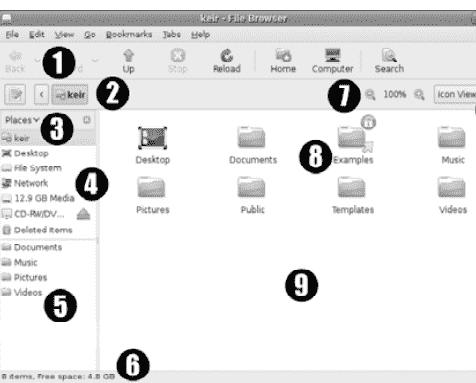 keir - File Browser
File Edit View Go Bookmarks Tabs Help
Back 1 Up Stop Reload Home Computer Search
keir 2 7 100% Icon View
Places 3
keir
Desktop
File System
Network 4
12.9 GB Media
CD-RW/DV...
Deleted Items
Documents
Music
Pictures
Videos 5
Desktop Documents 8 Examples Music
Pictures Public Templates Videos
9
6
8 items, Free space: 4.8 GB